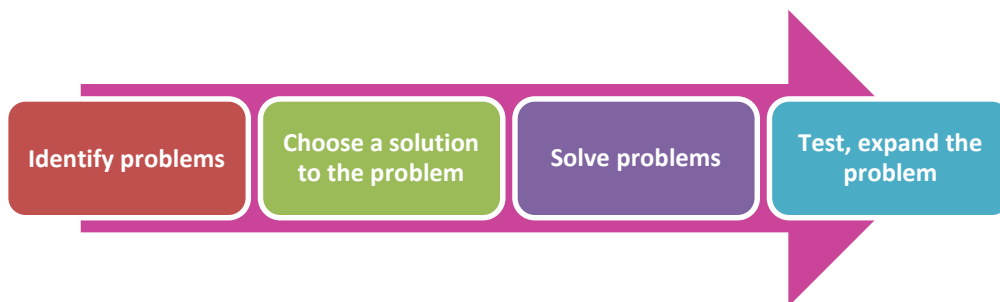 Identify problems
Choose a solution
to the problem
Solve problems
Test, expand the
problem